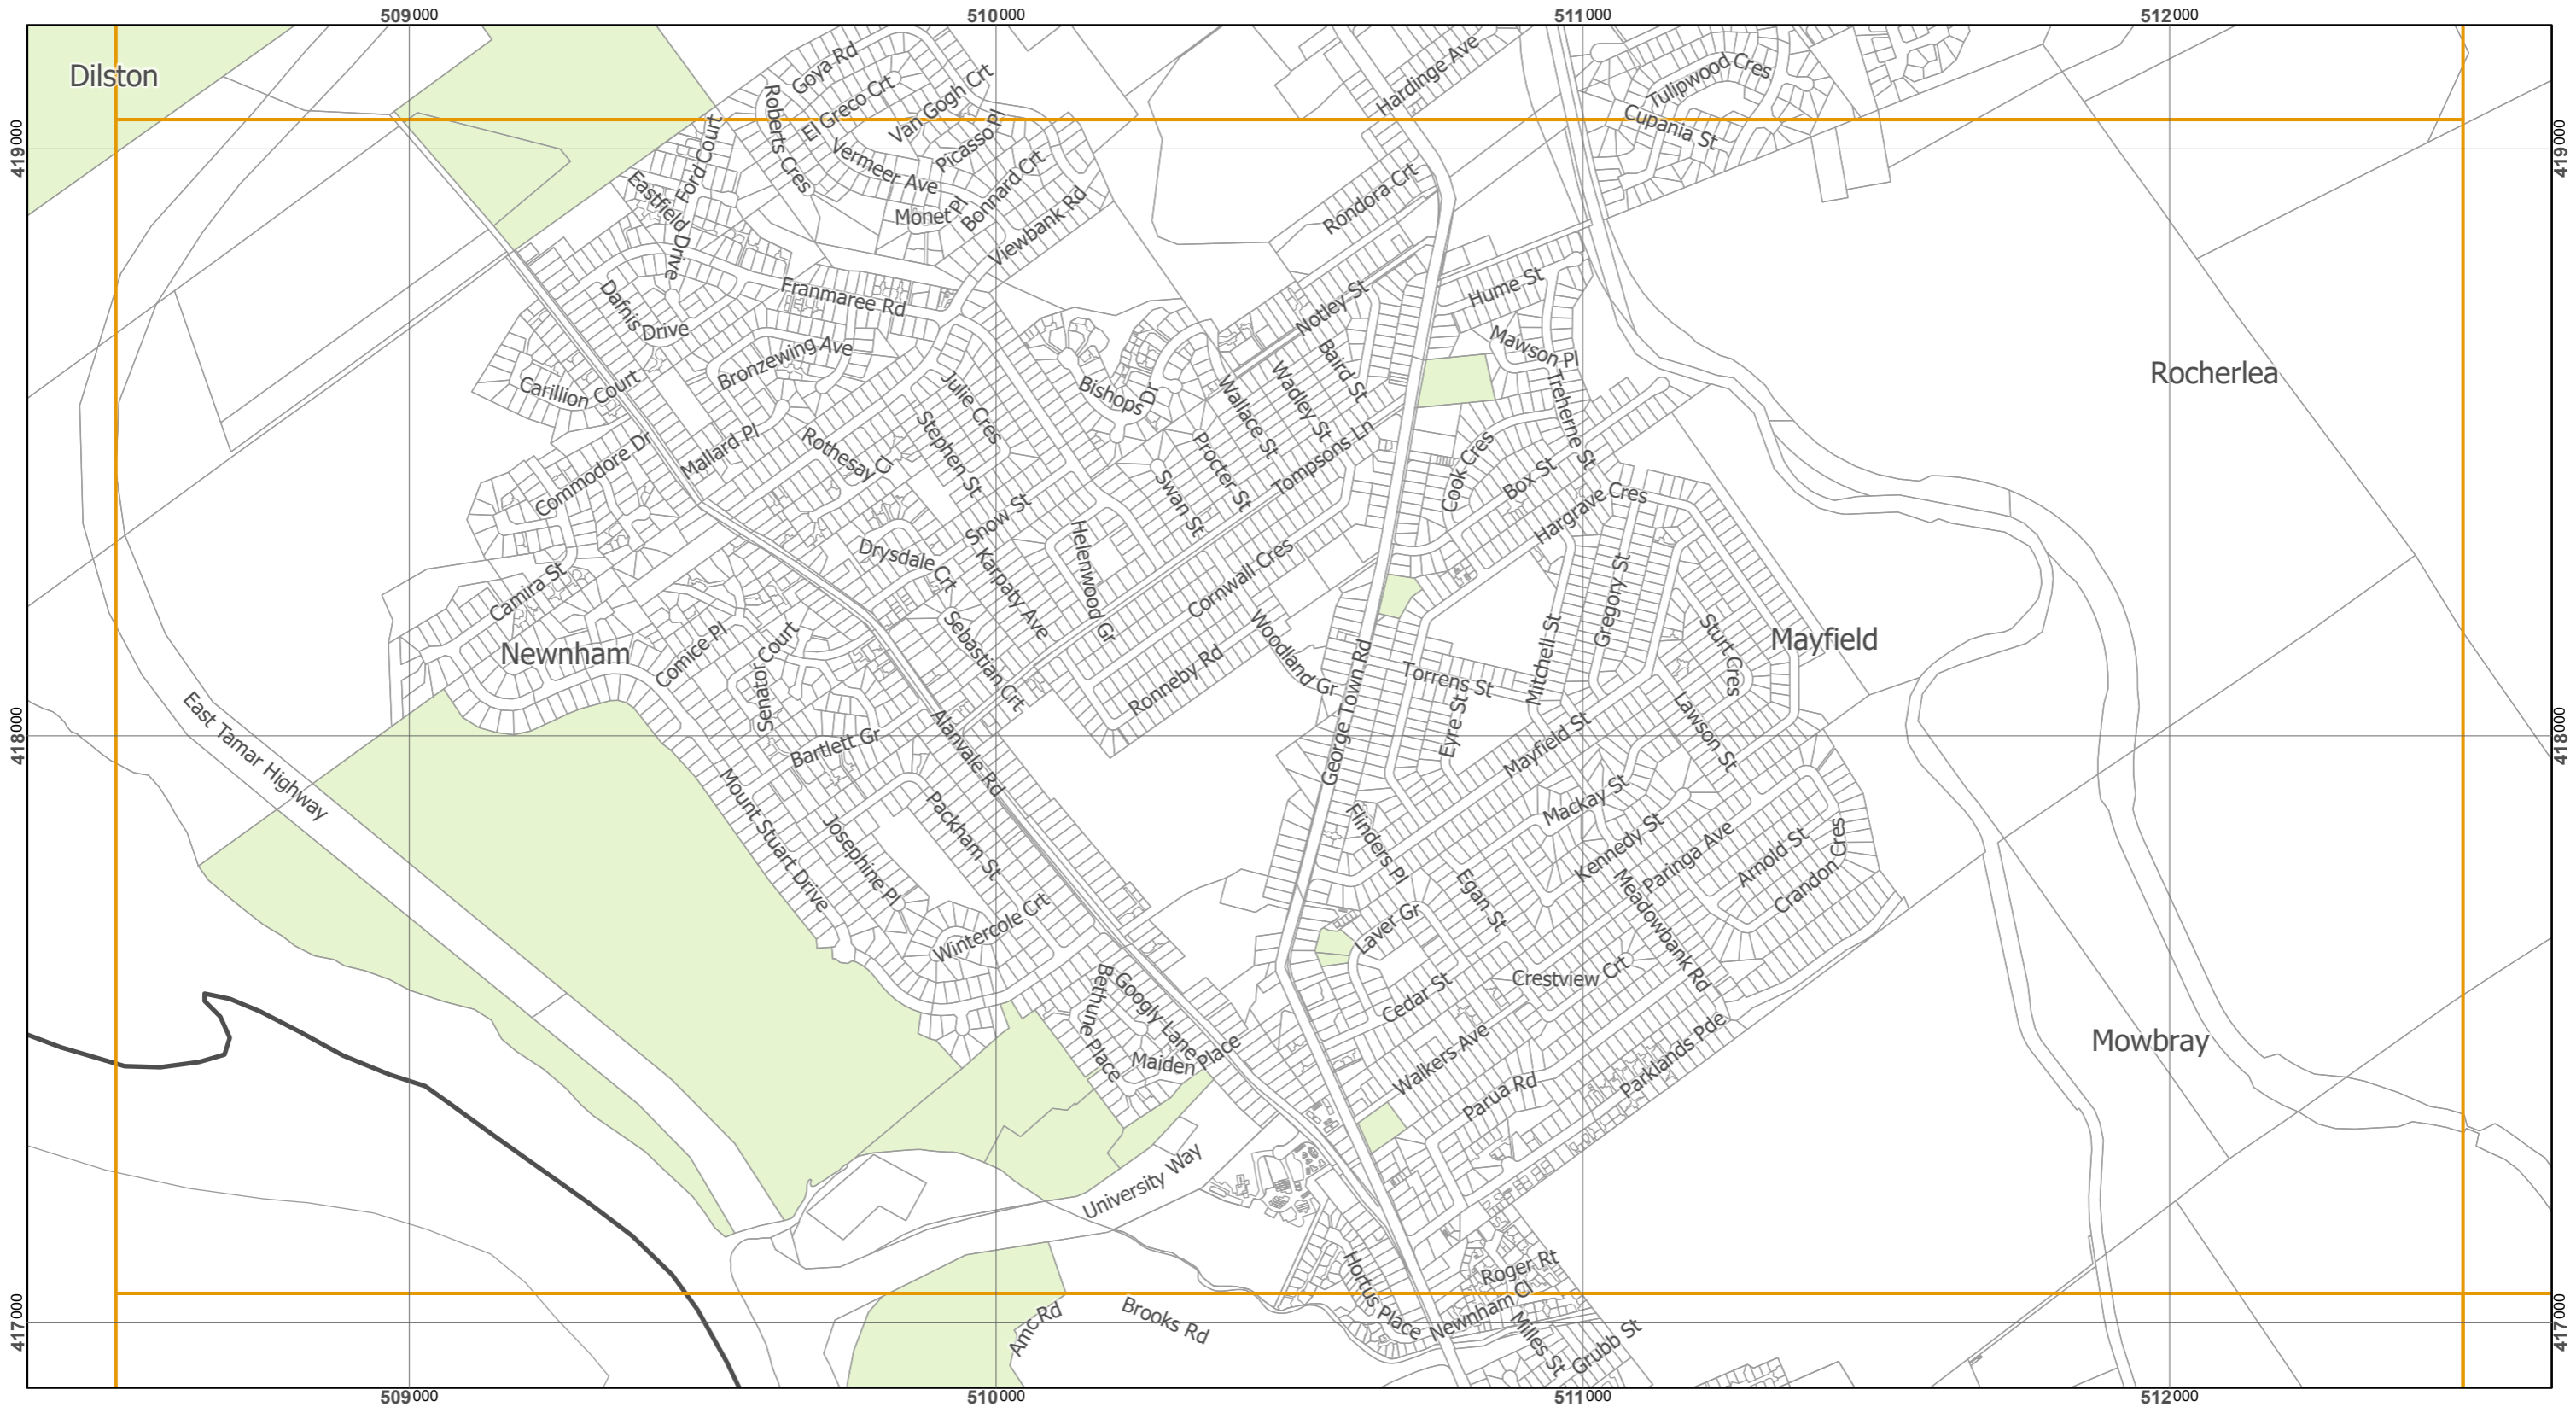 509000
510000
511000
512000
419000
419000
418000
418000
417000
417000
Dilston
Goya Rd
El Greco Crt
Van Gogh Crt
Roberts Cres
Vermeer Ave
Picasso Pl
Bonnard Crt
Monet Pl
Viewbank Rd
Ford Court
Eastfield Drive
Hardinge Ave
Tulipwood Cres
Cupania St
Rondora Crt
Dafnis Drive
Franmaree Rd
Bronzewing Ave
Carillion Court
Mallard Pl
Commodore Dr
Rothesay Cl
Julie Cres
Stephen St
Bishops Dr
Notley St
Baird St
Wadley St
Wallace St
Procter St
Tompsons Ln
Swan St
Hume St
Mawson Pl
Treherne St
Cook Cres
Box St
Hargrave Cres
Rocherlea
Snow St
Drysdale Crt
Karpaty Ave
Helenwood Gr
Cornwall Cres
Camira St
Newnham
Comice Pl
Senator Court
Sebastian Crt
Ronneby Rd
Woodland Gr
George Town Rd
Torrens St
Eyre St
Mitchell St
Gregory St
Sturt Cres
Mayfield
Lawson St
Mayfield St
East Tamar Highway
Bartlett Gr
Alanvale Rd
Mount Stuart Drive
Josephine Pl
Packham St
Wintercole Crt
Flinders Pl
Mackay St
Kennedy St
Paringa Ave
Arnold St
Crandon Cres
Egan St
Meadowbank Rd
Laver Gr
Cedar St
Crestview Crt
Bethune Place
Googly Lane
Maiden Place
Walkers Ave
Parua Rd
Parklands Pde
Mowbray
University Way
Hortus Place
Roger Rt
Newnham Cl
Milles St
Grubb St
Amc Rd
Brooks Rd
509000
510000
511000
512000